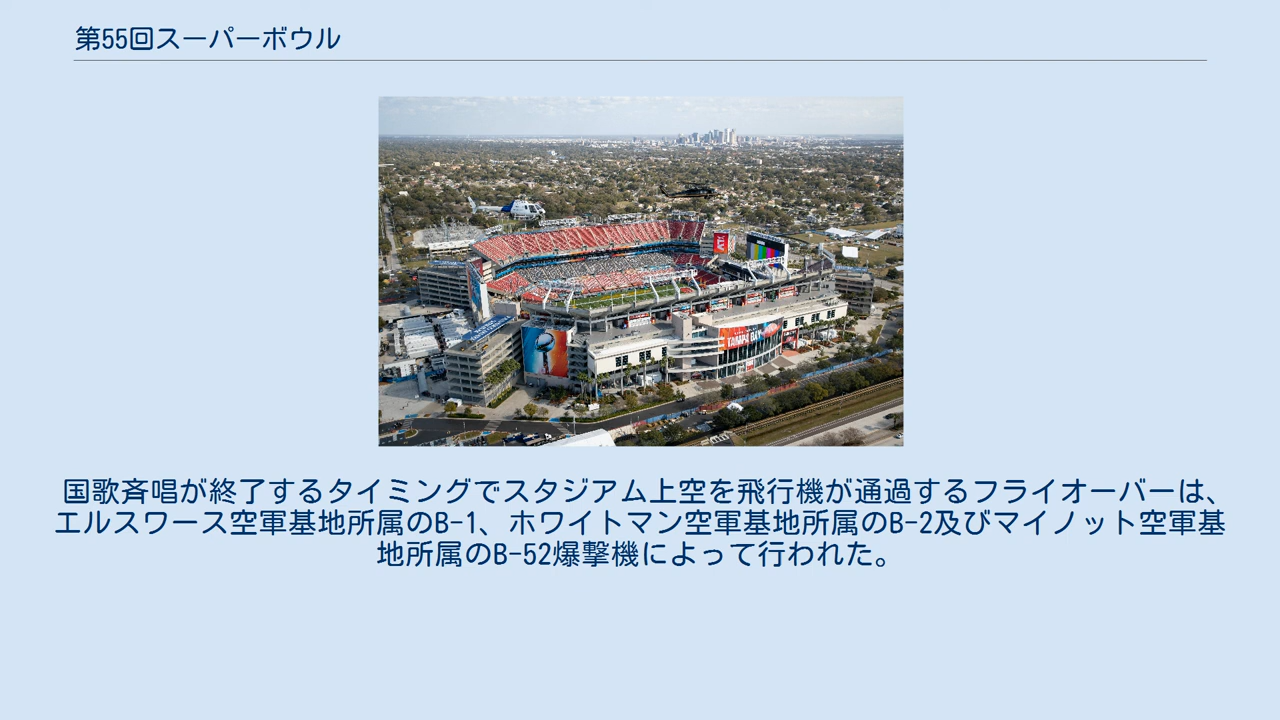 第55回スーパーボウル
TAMPA BAY
国歌斉唱が終了するタイミングでスタジアム上空を飛行機が通過するフライオーバーは、
エルスワース空軍基地所属のB-1、ホワイトマン空軍基地所属のB-2及びマイノット空軍基
地所属のB-52爆撃機によって行われた。